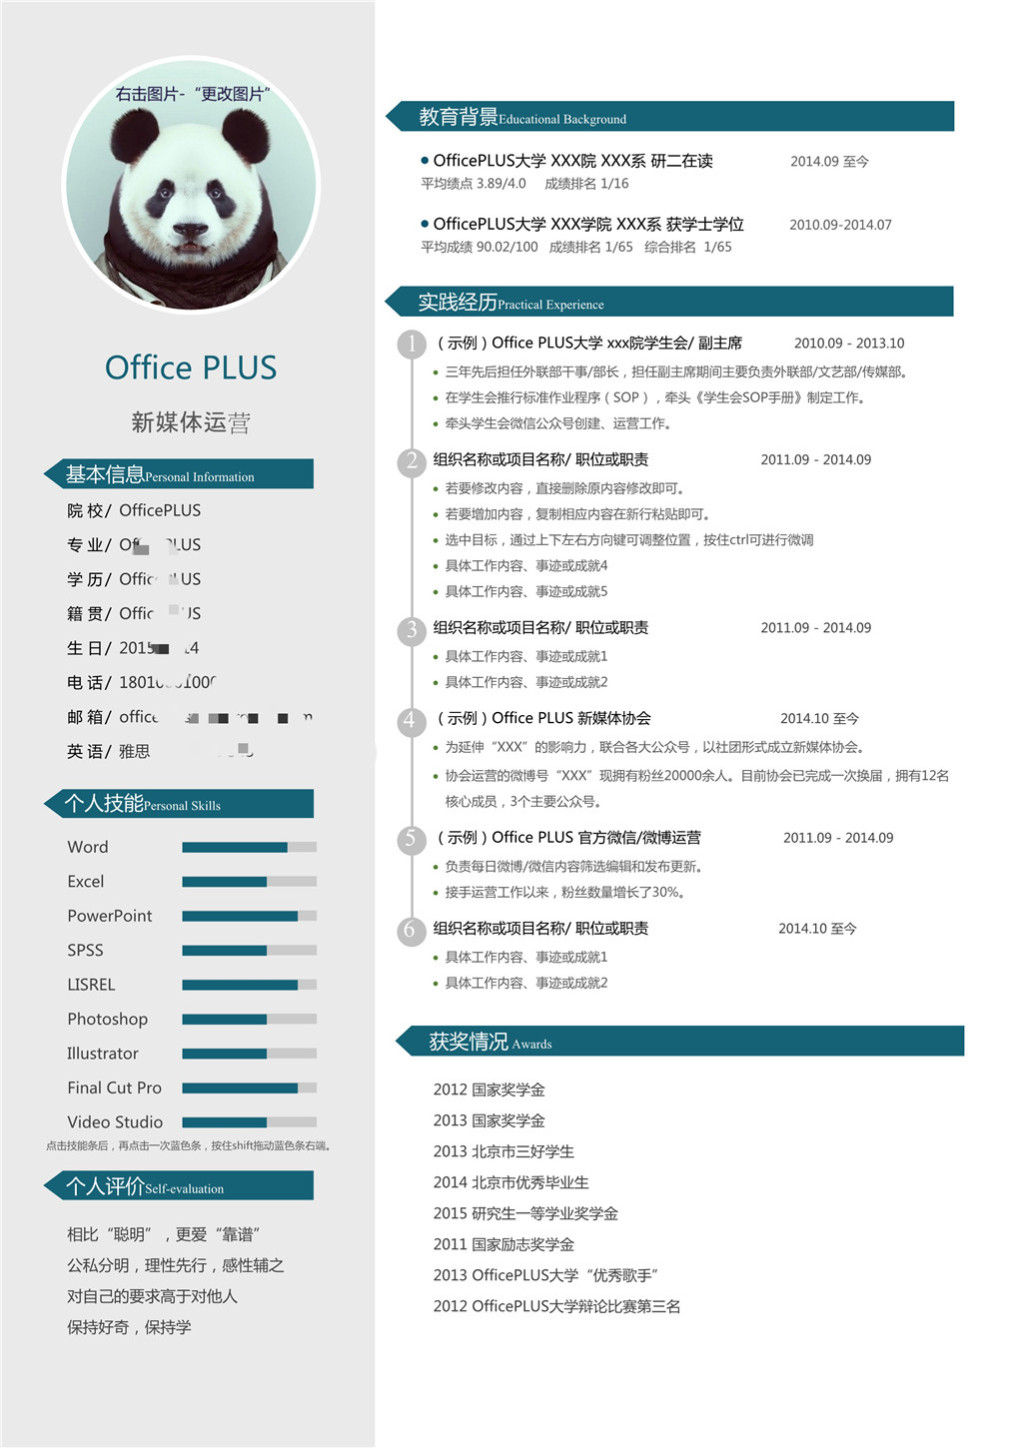 右击图片-“更改图片”
Office PLUS
新媒体运营
基本信息Personal Information
院 校/ OfficePLUS
专 业/
学 历/
籍 贯/
生 日/
电 话/
邮 箱/
英 语/ 雅思
个人技能Personal Skills
Word
Excel
PowerPoint
SPSS
LISREL
Photoshop
Illustrator
Final Cut Pro
Video Studio
点击技能条后，再点击一次蓝色条，按住shift拖动蓝色条右端。
个人评价Self-evaluation
相比“聪明”，更爱“靠谱”
公私分明，理性先行，感性辅之
对自己的要求高于对他人
保持好奇，保持学
教育背景Educational Background
OfficePLUS大学 XXX院 XXX系 研二在读 2014.09 至今
平均绩点 3.89/4.0 成绩排名 1/16
OfficePLUS大学 XXX学院 XXX系 获学士学位 2010.09-2014.07
平均成绩 90.02/100 成绩排名 1/65 综合排名 1/65
实践经历Practical Experience
1 （示例）Office PLUS大学 xxx院学生会/ 副主席 2010.09 - 2013.10
三年先后担任外联部干事/部长，担任副主席期间主要负责外联部/文艺部/传媒部。
在学生会推行标准作业程序（SOP），牵头《学生会SOP手册》制定工作。
牵头学生会微信公众号创建、运营工作。
2 组织名称或项目名称/ 职位或职责 2011.09 - 2014.09
若要修改内容，直接删除原内容修改即可。
若要增加内容，复制相应内容在新行粘贴即可。
选中目标，通过上下左右方向键可调整位置，按住ctrl可进行微调
具体工作内容、事迹或成就4
具体工作内容、事迹或成就5
3 组织名称或项目名称/ 职位或职责 2011.09 - 2014.09
具体工作内容、事迹或成就1
具体工作内容、事迹或成就2
4 （示例）Office PLUS 新媒体协会 2014.10 至今
为延伸“XXX”的影响力，联合各大公众号，以社团形式成立新媒体协会。
协会运营的微博号“XXX”现拥有粉丝20000余人。目前协会已完成一次换届，拥有12名
核心成员，3个主要公众号。
5 （示例）Office PLUS 官方微信/微博运营 2011.09 - 2014.09
负责每日微博/微信内容筛选编辑和发布更新。
接手运营工作以来，粉丝数量增长了30%。
6 组织名称或项目名称/ 职位或职责 2014.10 至今
具体工作内容、事迹或成就1
具体工作内容、事迹或成就2
获奖情况 Awards
2012 国家奖学金
2013 国家奖学金
2013 北京市三好学生
2014 北京市优秀毕业生
2015 研究生一等学业奖学金
2011 国家励志奖学金
2013 OfficePLUS大学“优秀歌手”
2012 OfficePLUS大学辩论比赛第三名